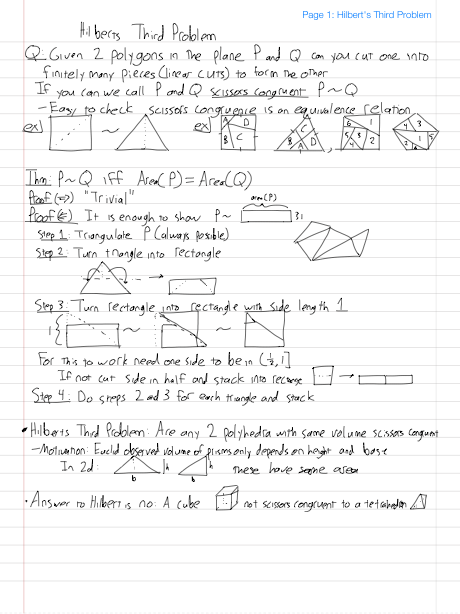 Page 1: Hilbert's Third Problem
Hilberts Third Problem
Q: Given 2 polygons in the plane P and Q can you cut one into
finitely many pieces (linear cuts) to form the other
If you can we call P and Q scissors congruent P ~ Q
- Easy to check scissors congruence is an equivalence relation
ex) ~ ex) A D B C C B D A D 6 1 5 3 4 2 4 3 5 2 1
Thm: P ~ Q iff Area(P) = Area(Q)
Proof (⇒) "Trivial"
area(P)
Proof (⇐) It is enough to show P ~ }1
Step 1: Triangulate P (always possible)
Step 2: Turn triangle into rectangle
Step 3: Turn rectangle into rectangle with side length 1
1 { ~ ~
For this to work need one side to be in (½, 1]
If not cut side in half and stack into rectangle
Step 4: Do steps 2 and 3 for each triangle and stack
• Hilberts Third Problem: Are any 2 polyhedra with same volume scissors congruent
- Motivation: Euclid observed volume of prisms only depends on height and base
In 2d: h h these have same area
b b
• Answer to Hilbert is no: A cube not scissors congruent to a tetrahedron